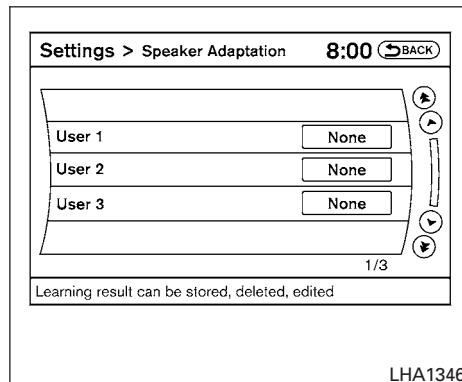 Settings > Speaker Adaptation 8:00 BACK
User 1 None
User 2 None
User 3 None
1/3
Learning result can be stored, deleted, edited
LHA1346